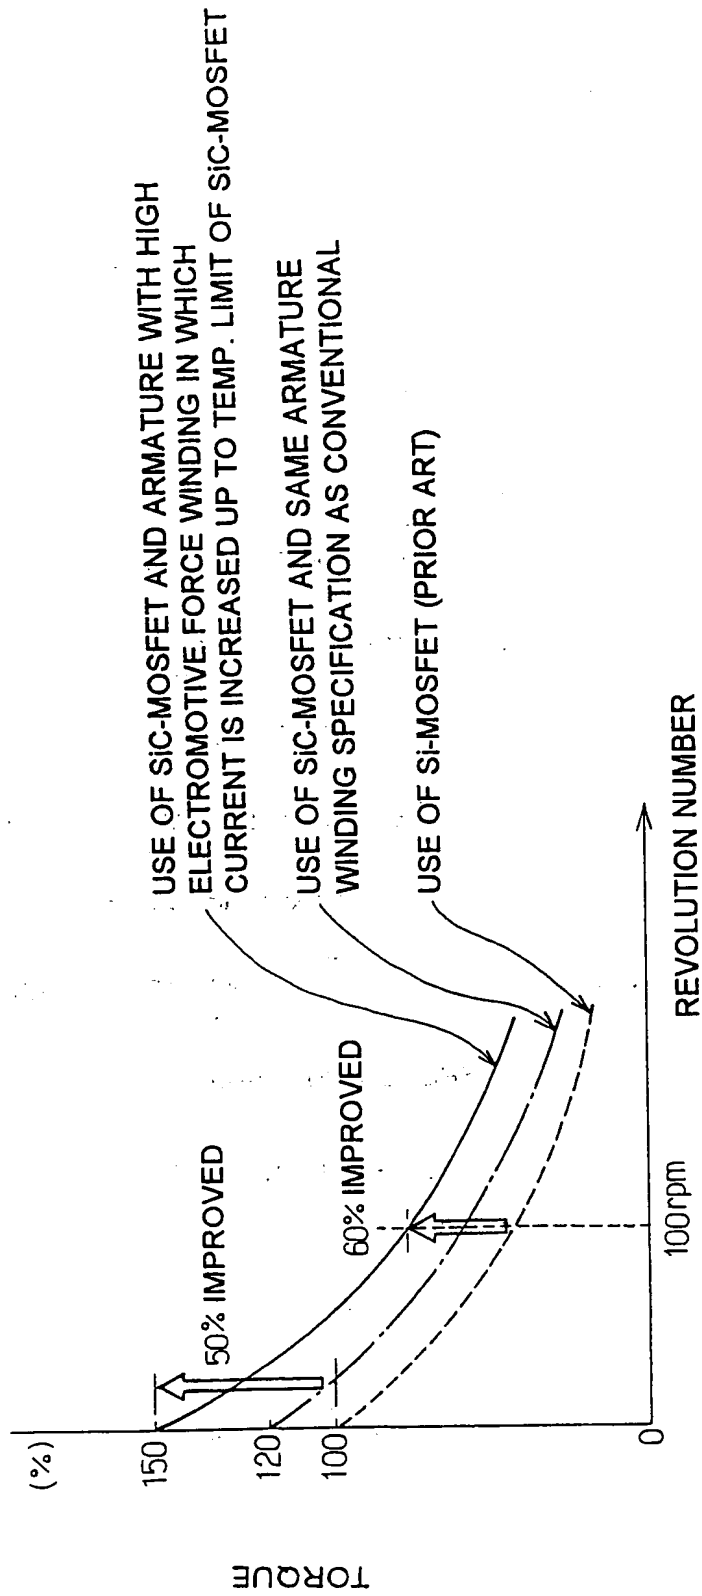 TORQUE
(%)
150
120
100
0
50% IMPROVED
60% IMPROVED
100rpm
REVOLUTION NUMBER
USE OF SiC-MOSFET AND ARMATURE WITH HIGH
ELECTROMOTIVE FORCE WINDING IN WHICH
CURRENT IS INCREASED UP TO TEMP. LIMIT OF SiC-MOSFET
USE OF SiC-MOSFET AND SAME ARMATURE
WINDING SPECIFICATION AS CONVENTIONAL
USE OF Si-MOSFET (PRIOR ART)